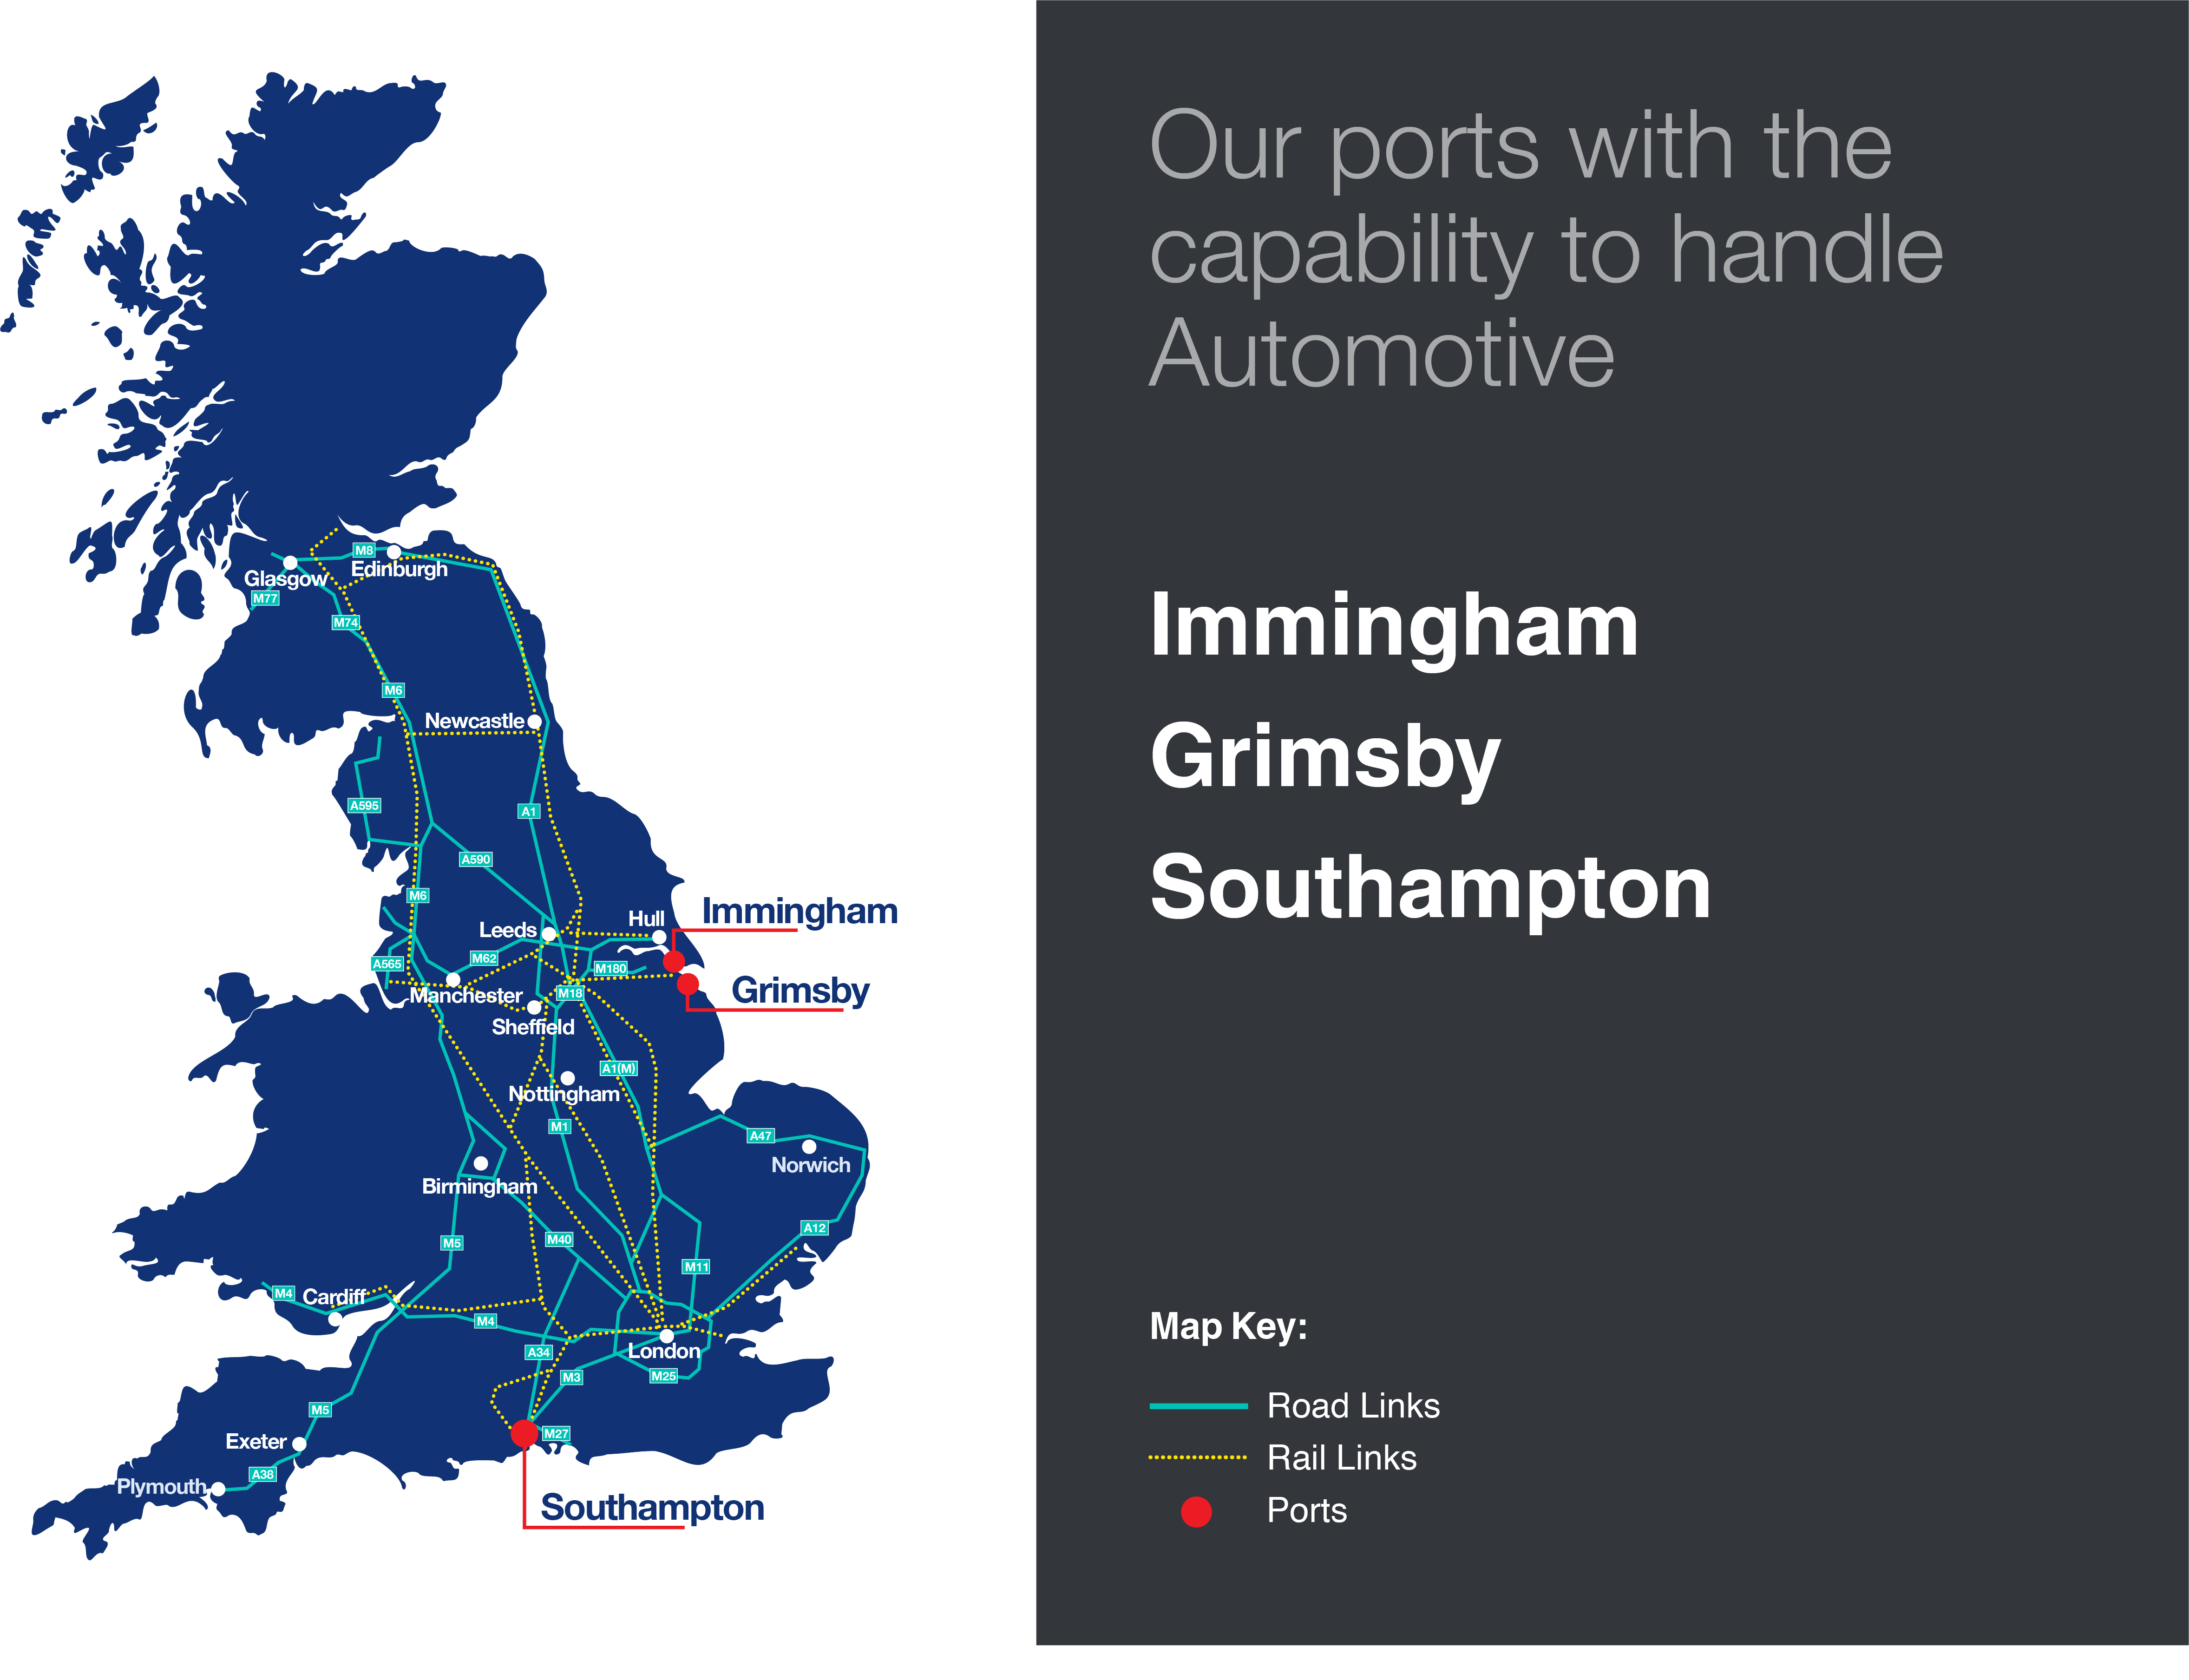 Our ports with the
capability to handle
Automotive
Immingham
Grimsby
Southampton
Map Key:
Road Links
Rail Links
Ports
M8
Edinburgh
Glasgow
M77
M74
M6
Newcastle
A595
A1
A590
M6
Immingham
Hull
Leeds
M62
A565
M180
Grimsby
Manchester
M18
Sheffield
A1(M)
Nottingham
M1
A47
Norwich
Birmingham
A12
M5
M40
M11
M4
Cardiff
M4
A34
London
M3
M25
M5
M27
Exeter
A38
Plymouth
Southampton